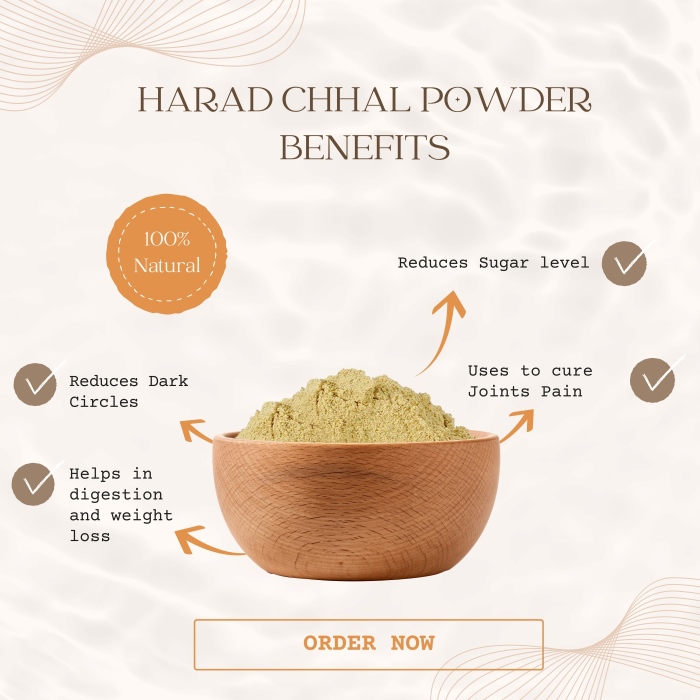 HARAD CHHAL POWDER
BENEFITS
100%
Natural
Reduces Sugar level
Reduces Dark
Circles
Uses to cure
Joints Pain
Helps in
digestion
and weight
loss
ORDER NOW